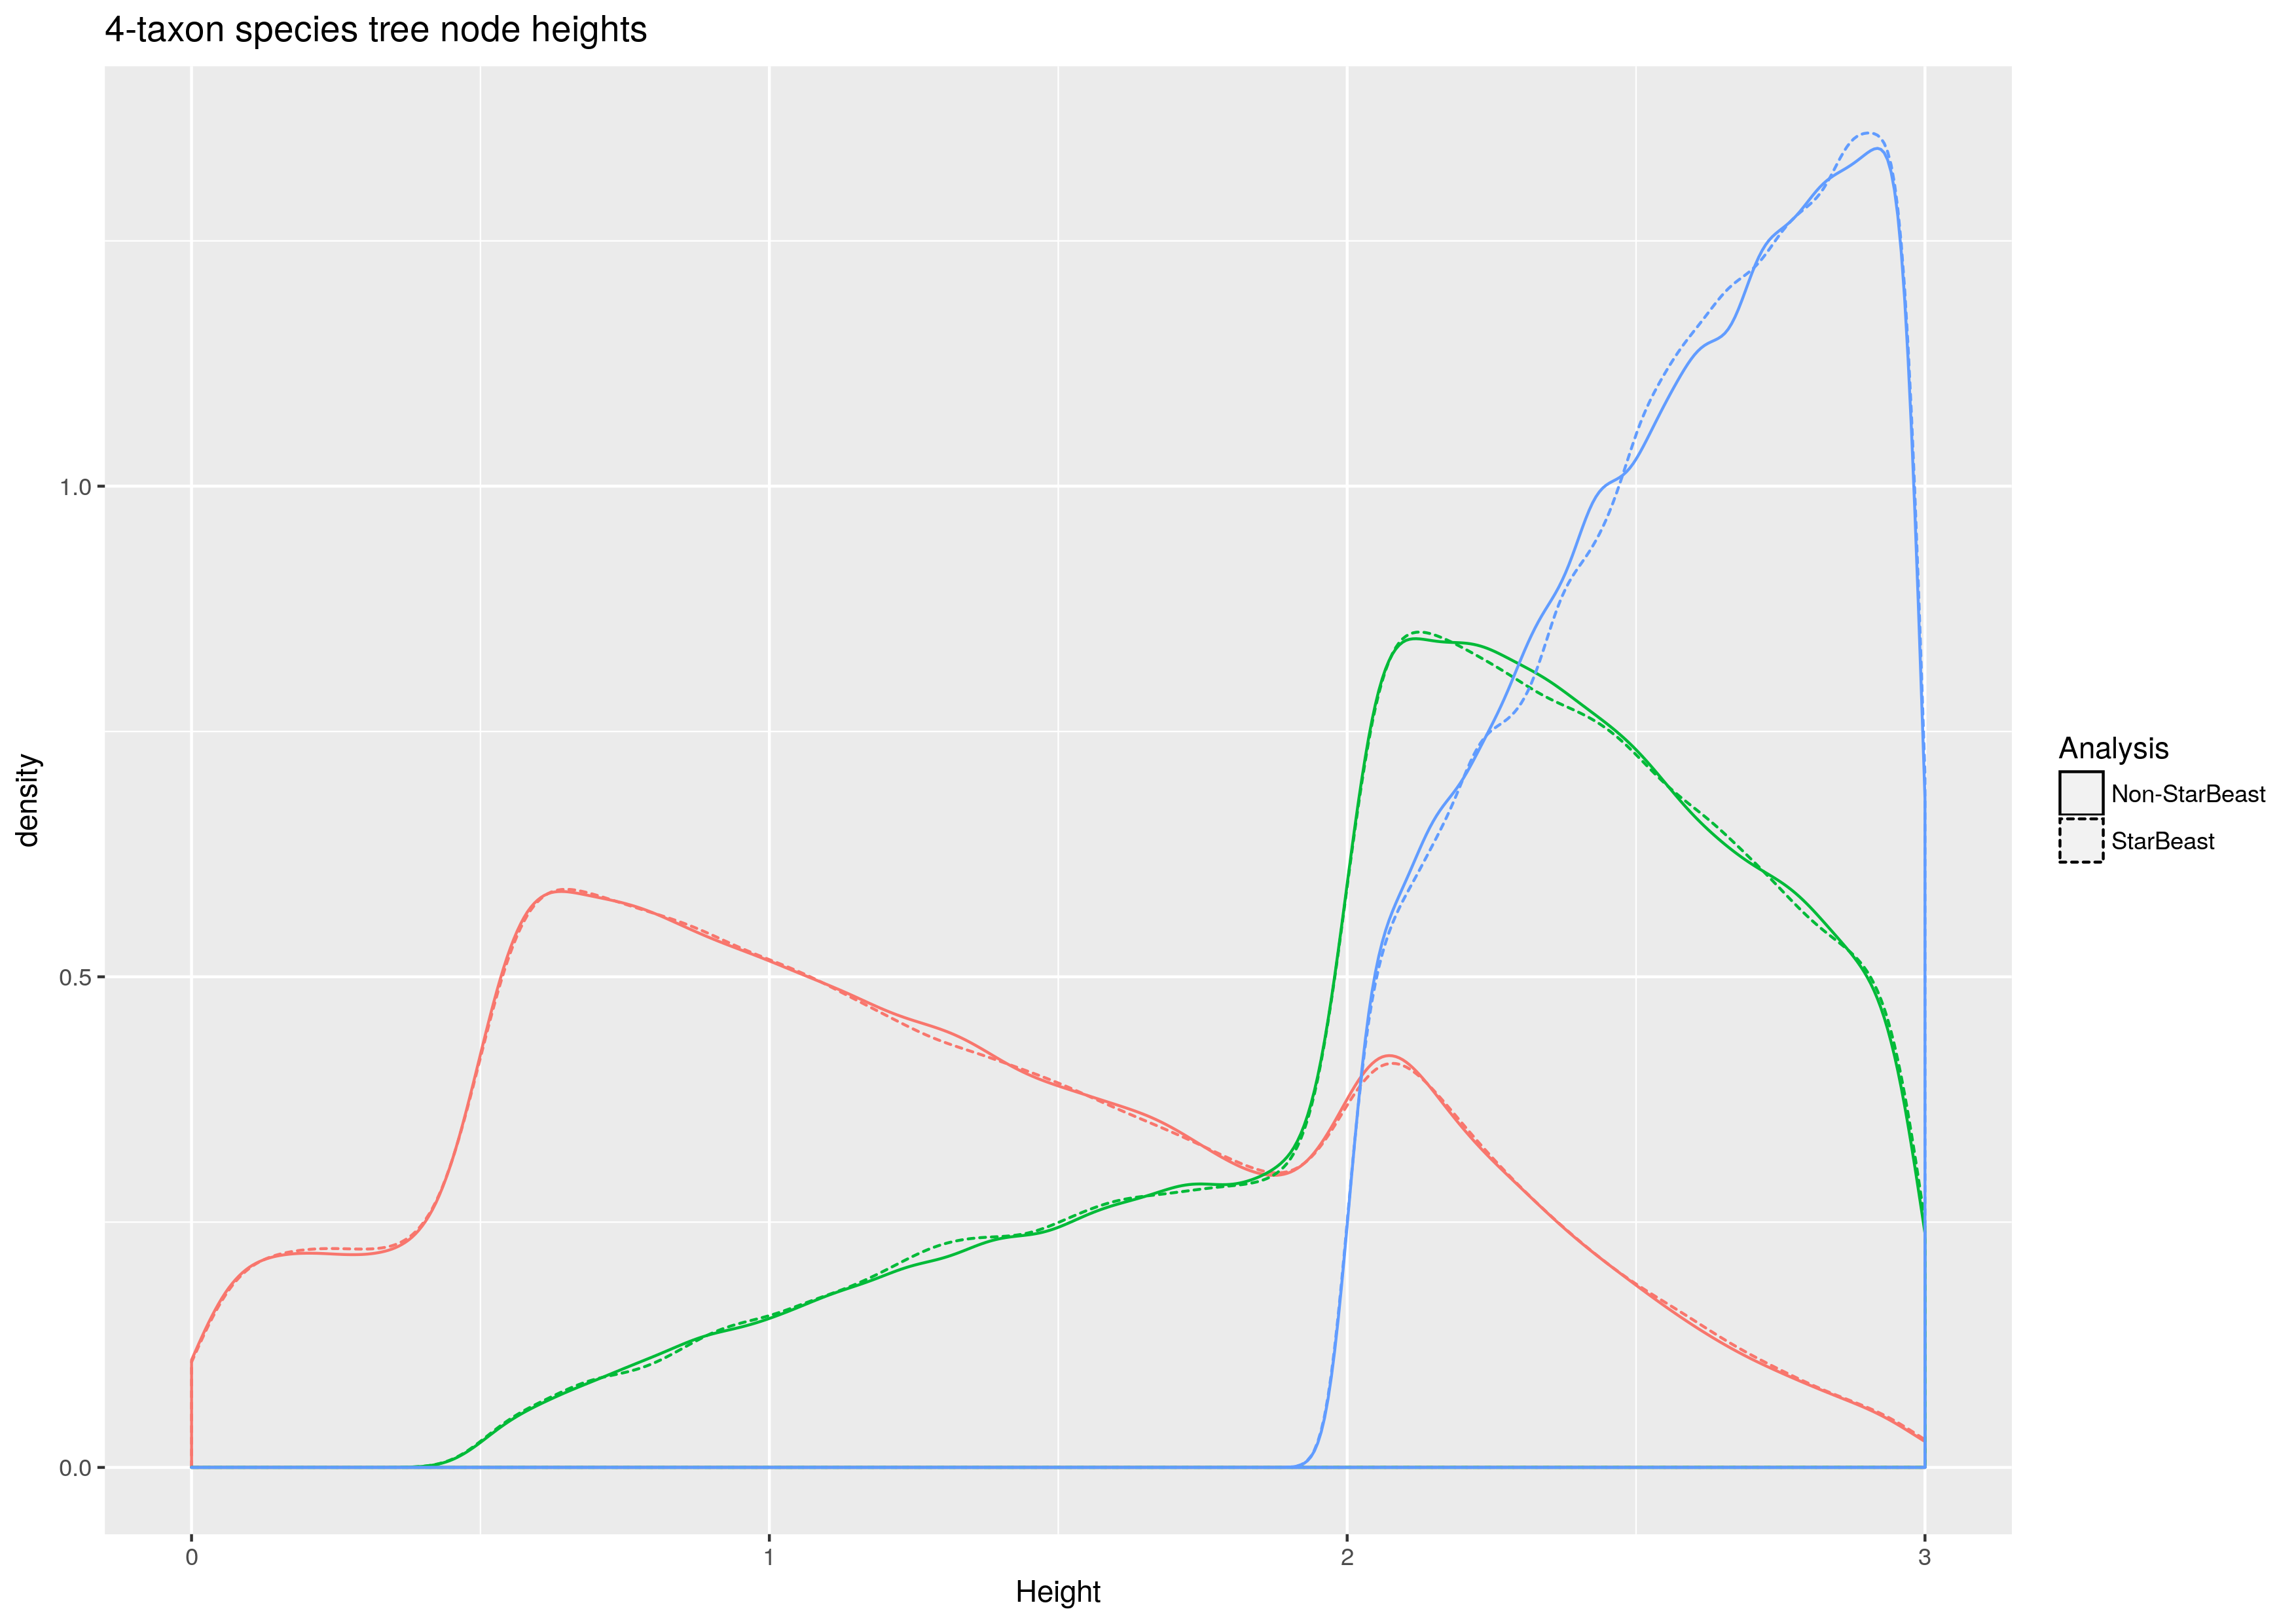 4-taxon species tree node heights
density
1.0
0.5
0.0
0
1
2
3
Height
Analysis
Non-StarBeast
StarBeast